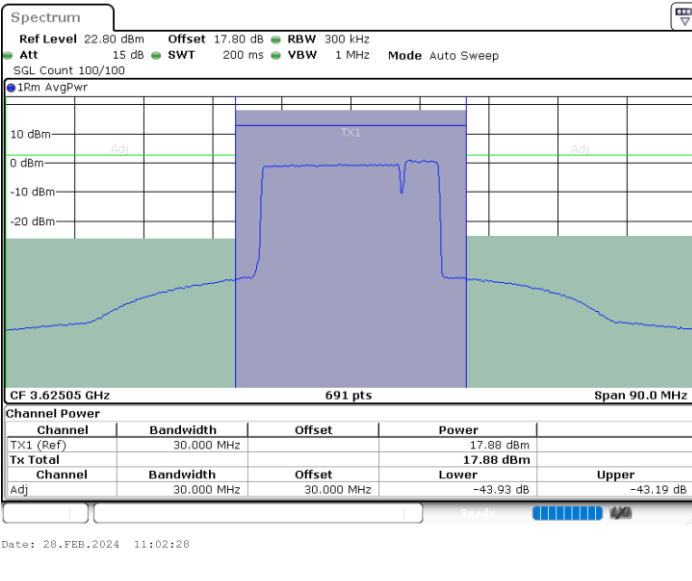 Spectrum
Ref Level 22.80 dBm Offset 17.80 dB RBW 300 kHz
Att 15 dB SWT 200 ms VBW 1 MHz Mode Auto Sweep
SGL Count 100/100
1Rm AvgPwr
10 dBm
TX1
Adj Adj
0 dBm
-10 dBm
-20 dBm
CF 3.62505 GHz 691 pts Span 90.0 MHz
Channel Power
Channel Bandwidth Offset Power
TX1 (Ref) 30.000 MHz 17.88 dBm
Tx Total 17.88 dBm
Channel Bandwidth Offset Lower Upper
Adj 30.000 MHz 30.000 MHz -43.93 dB -43.19 dB
Ready
Date: 28.FEB.2024 11:02:28